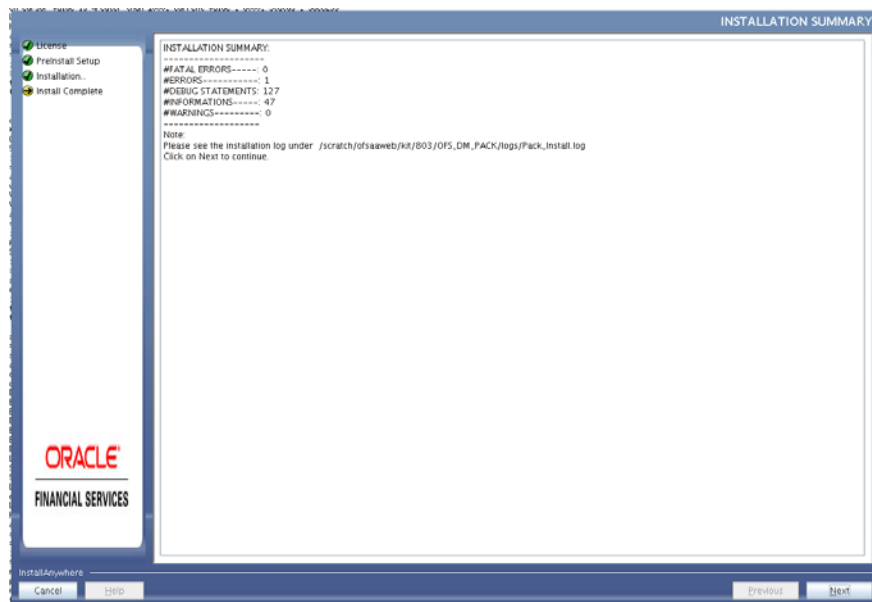 INSTALLATION SUMMARY
License
PreInstall Setup
Installation..
Install Complete
INSTALLATION SUMMARY:
--------------------
#FATAL ERRORS-----: 0
#ERRORS-----------: 1
#DEBUG STATEMENTS: 127
#INFORMATIONS-----: 47
#WARNINGS---------: 0
-------------------
Note:
Please see the installation log under /scratch/ofsaaweb/kit/803/OFS_DM_PACK/logs/Pack_Install.log
Click on Next to continue.
ORACLE
FINANCIAL SERVICES
InstallAnywhere
Cancel
Help
Previous
Next